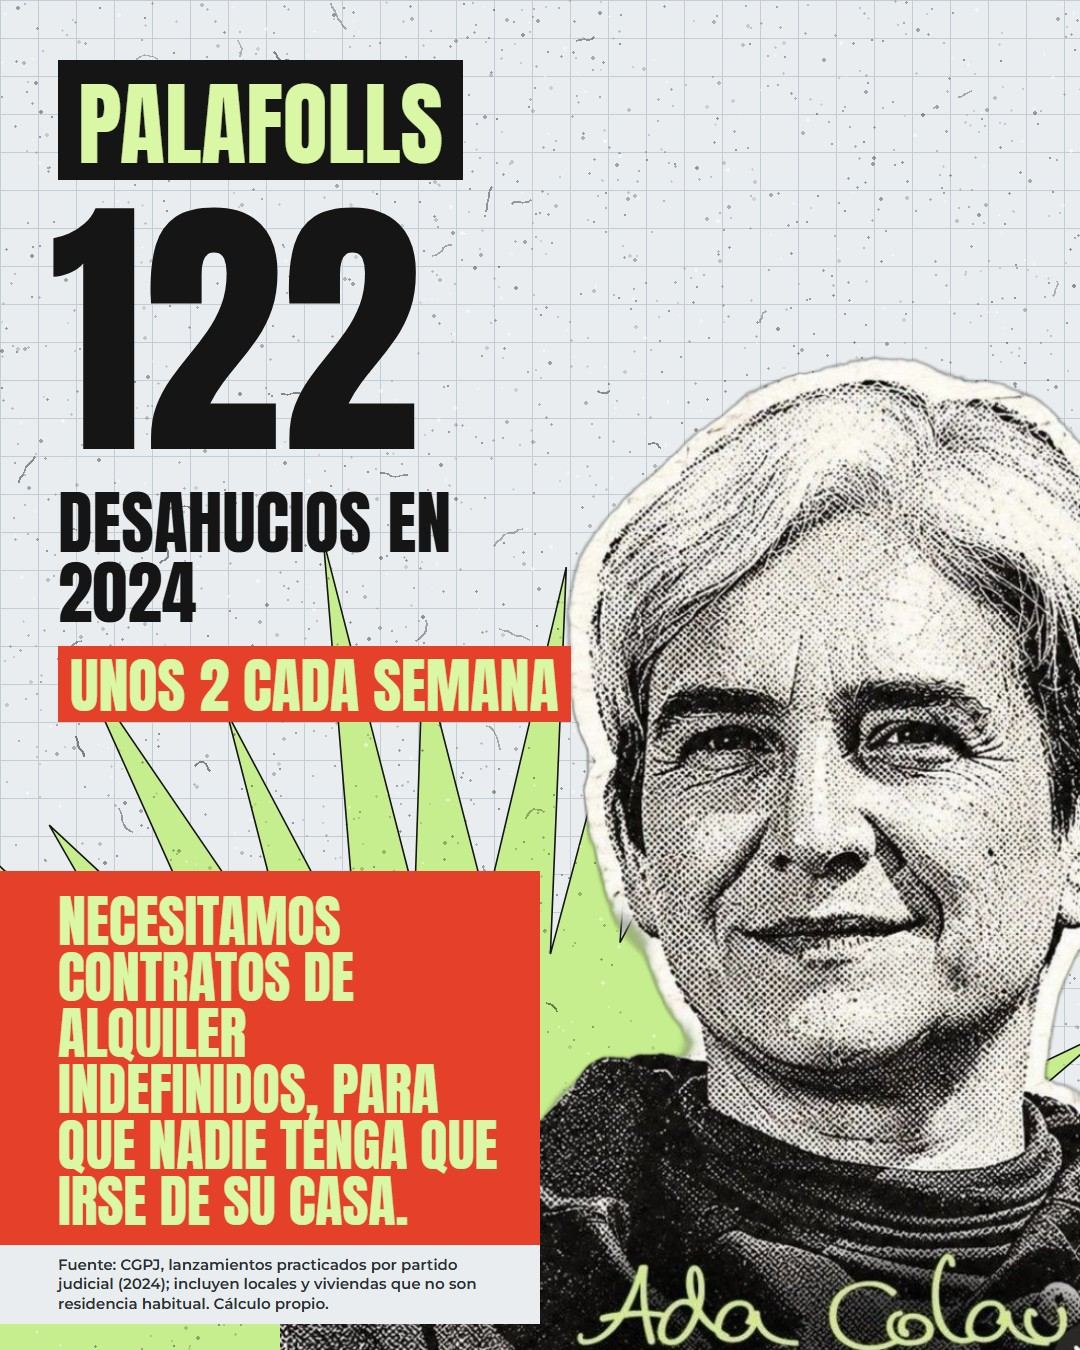 PALAFOLLS
122
DESAHUCIOS EN
2024
UNOS 2 CADA SEMANA
NECESITAMOS
CONTRATOS DE
ALQUILER
INDEFINIDOS, PARA
QUE NADIE TENGA QUE
IRSE DE SU CASA.
Fuente: CGPJ, lanzamientos practicados por partido
judicial (2024); incluyen locales y viviendas que no son
residencia habitual. Cálculo propio.
Ada Colau